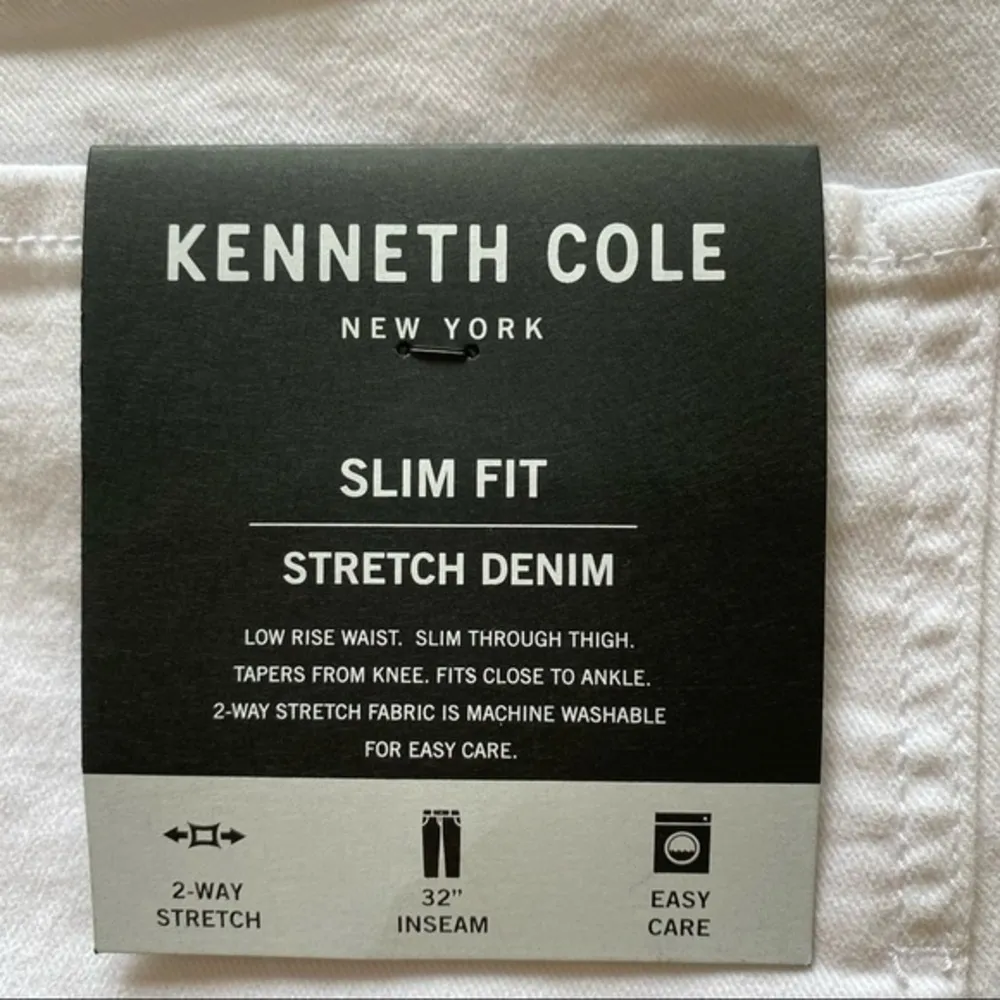 KENNETH COLE
NEW YORK
SLIM FIT
STRETCH DENIM
LOW RISE WAIST. SLIM THROUGH THIGH.
TAPERS FROM KNEE. FITS CLOSE TO ANKLE.
2-WAY STRETCH FABRIC IS MACHINE WASHABLE
FOR EASY CARE.
2-WAY
STRETCH
32”
INSEAM
EASY
CARE